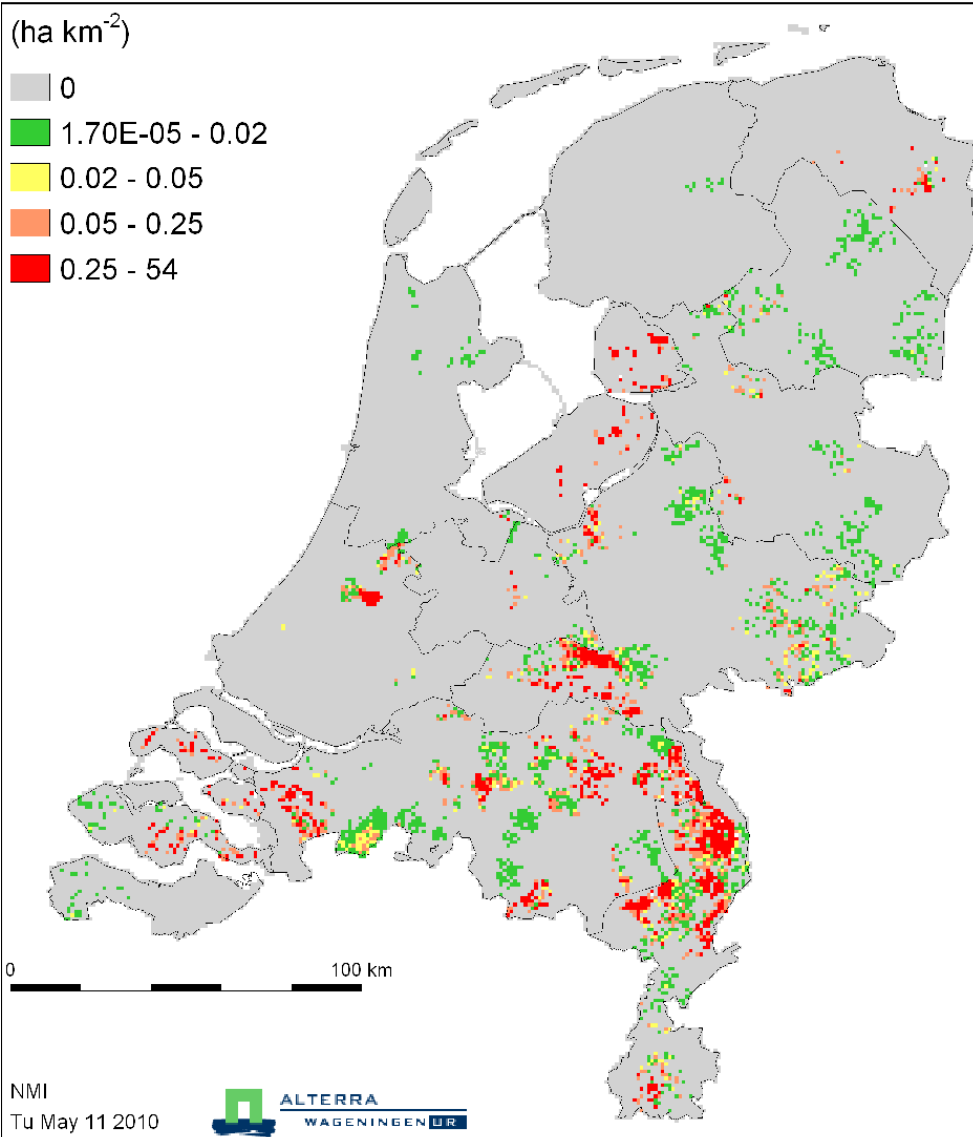 (ha km-2)
0
1.70E-05 - 0.02
0.02 - 0.05
0.05 - 0.25
0.25 - 54
0 100 km
NMI
Tu May 11 2010
ALTERRA
WAGENINGEN UR